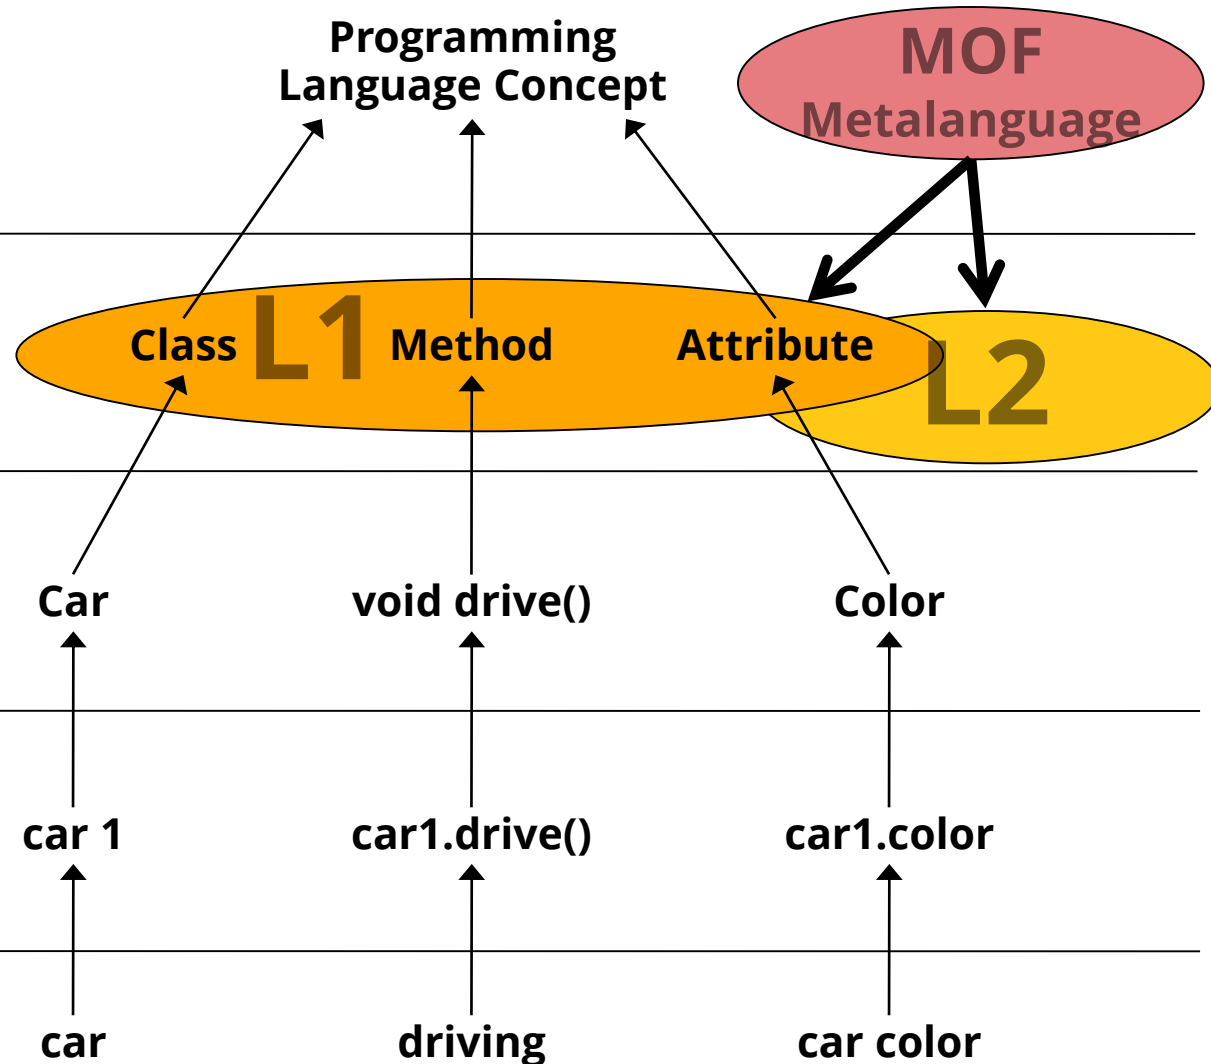 Programming
Language Concept
MOF
Metalanguage
Class
L1
Method
Attribute
L2
Car
void drive()
Color
car 1
car1.drive()
car1.color
car
driving
car color